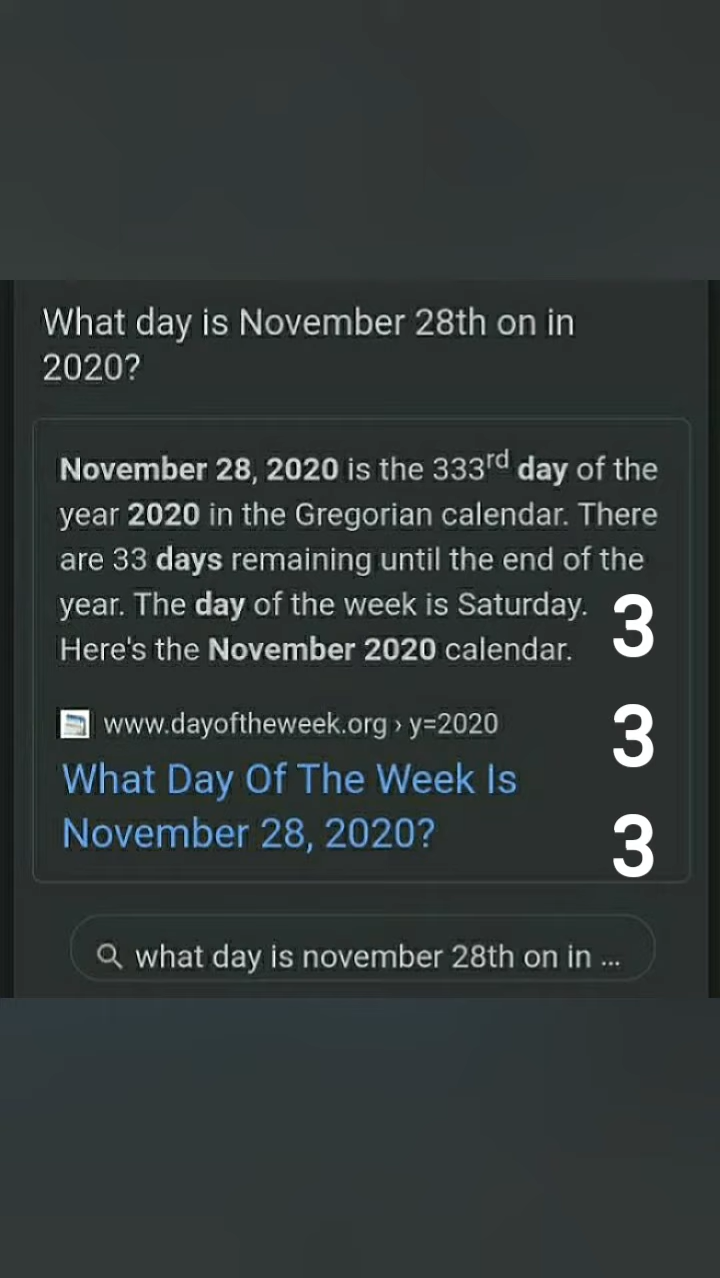 What day is November 28th on in
2020?
November 28, 2020 is the 333rd day of the
year 2020 in the Gregorian calendar. There
are 33 days remaining until the end of the
year. The day of the week is Saturday.
Here's the November 2020 calendar.
3
www.dayoftheweek.org › y=2020
3
What Day Of The Week Is
November 28, 2020?
3
what day is november 28th on in ...